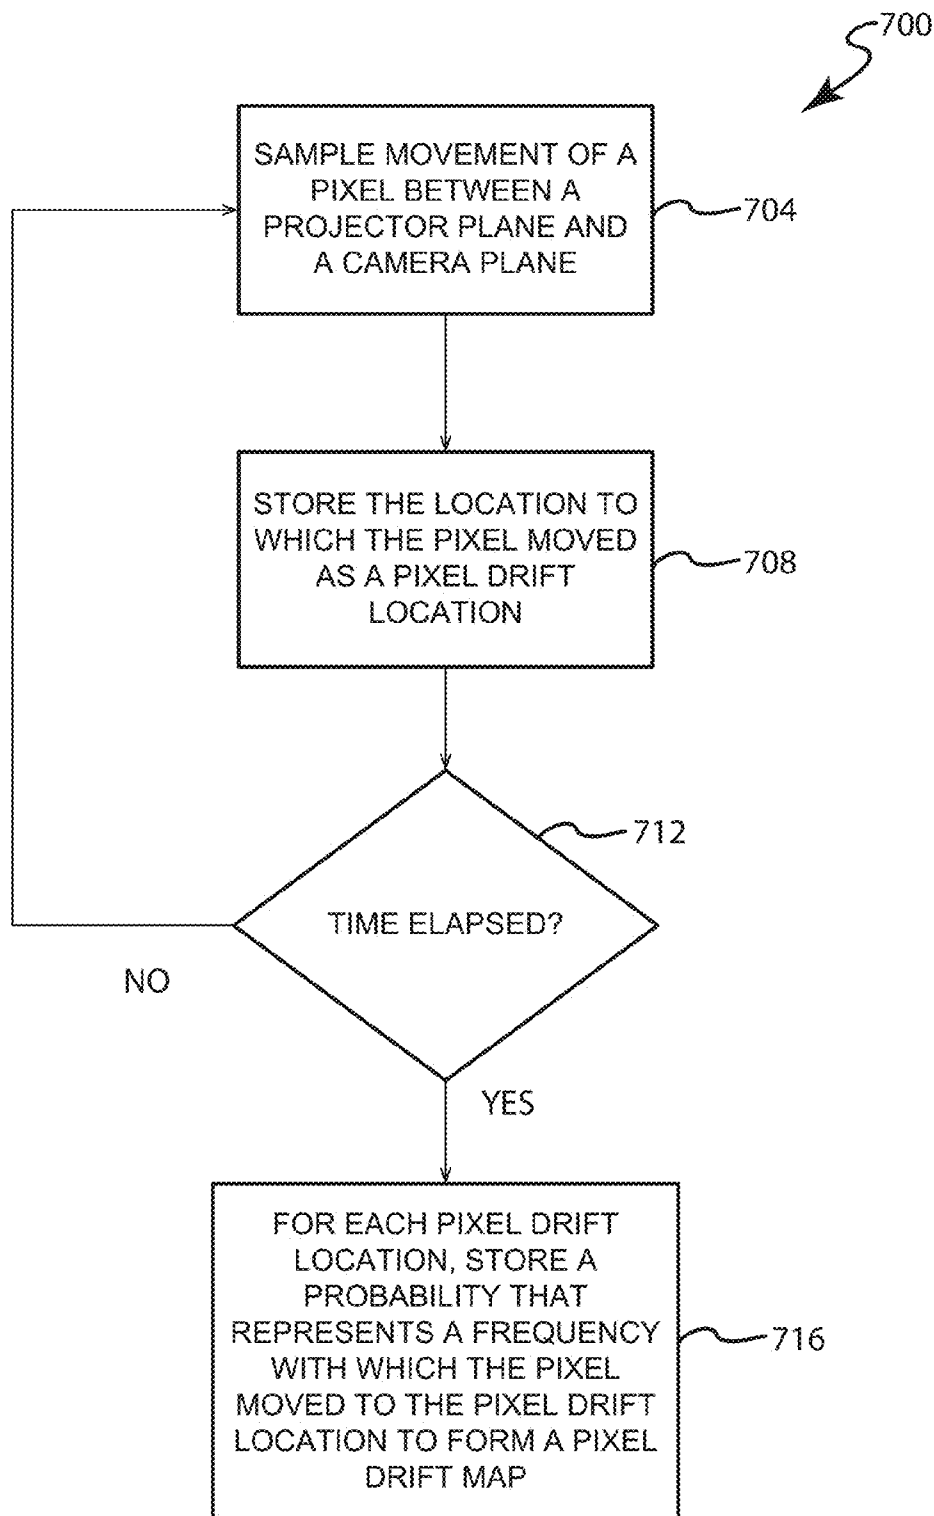 700
SAMPLE MOVEMENT OF A
PIXEL BETWEEN A
PROJECTOR PLANE AND
A CAMERA PLANE
704
STORE THE LOCATION TO
WHICH THE PIXEL MOVED
AS A PIXEL DRIFT
LOCATION
708
712
TIME ELAPSED?
NO
YES
FOR EACH PIXEL DRIFT
LOCATION, STORE A
PROBABILITY THAT
REPRESENTS A FREQUENCY
WITH WHICH THE PIXEL
MOVED TO THE PIXEL DRIFT
LOCATION TO FORM A PIXEL
DRIFT MAP
716